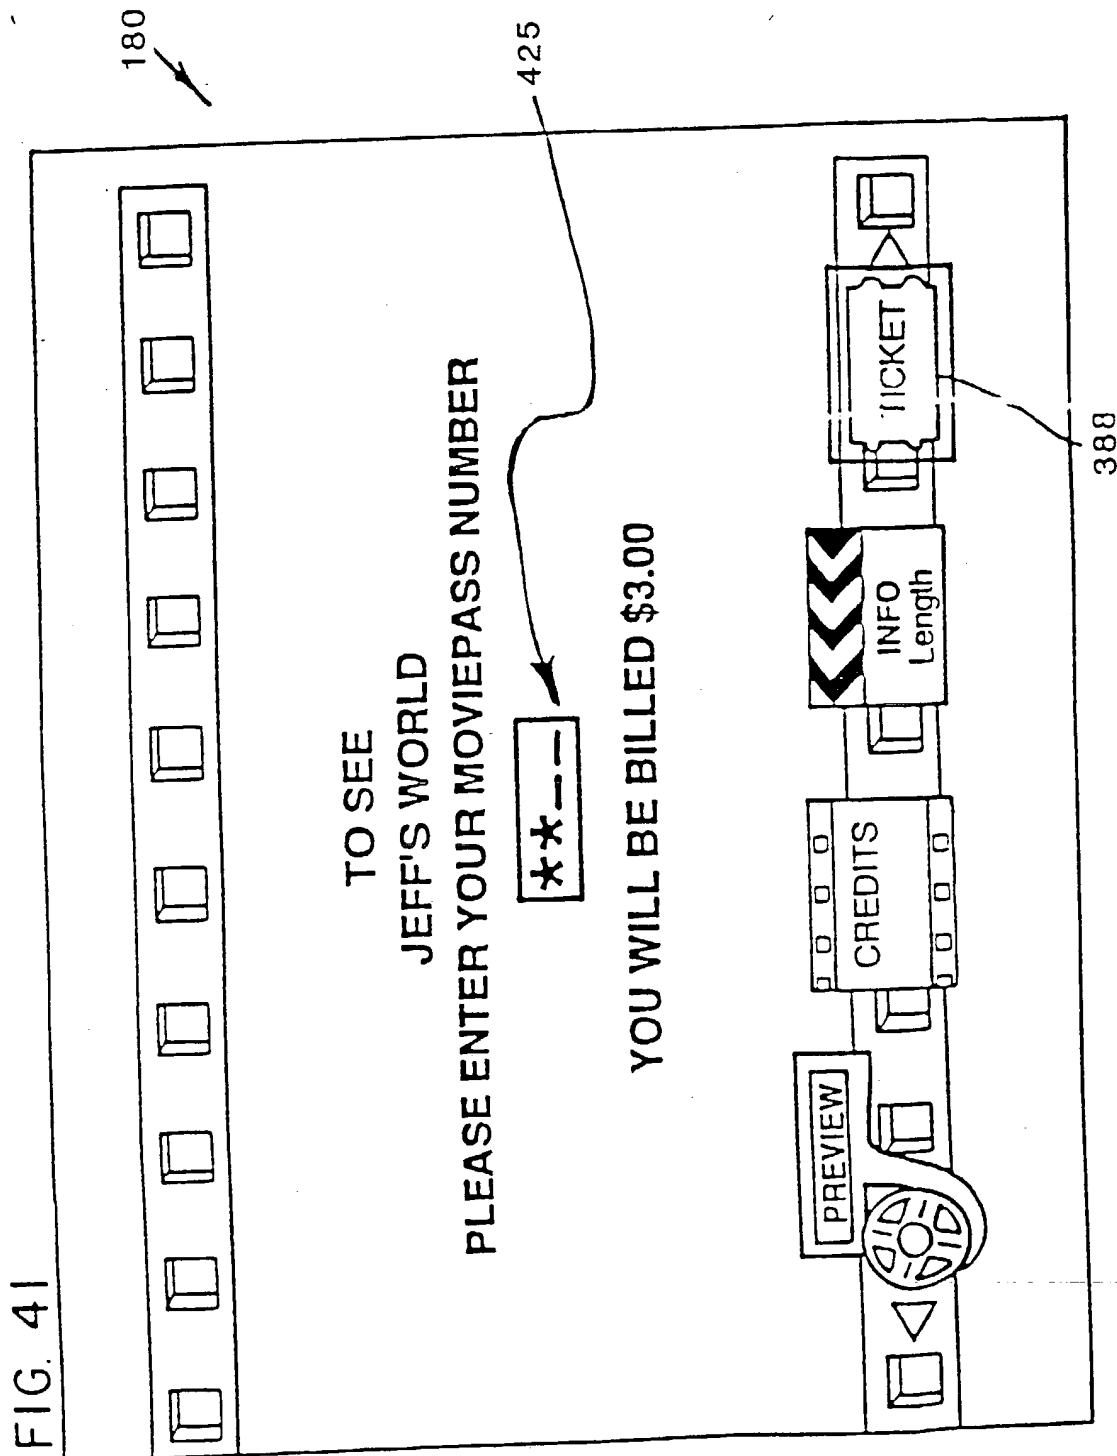 FIG. 41
180
TO SEE
JEFF'S WORLD
PLEASE ENTER YOUR MOVIEPASS NUMBER
**__
425
YOU WILL BE BILLED $3.00
PREVIEW
CREDITS
INFO
Length
TICKET
388